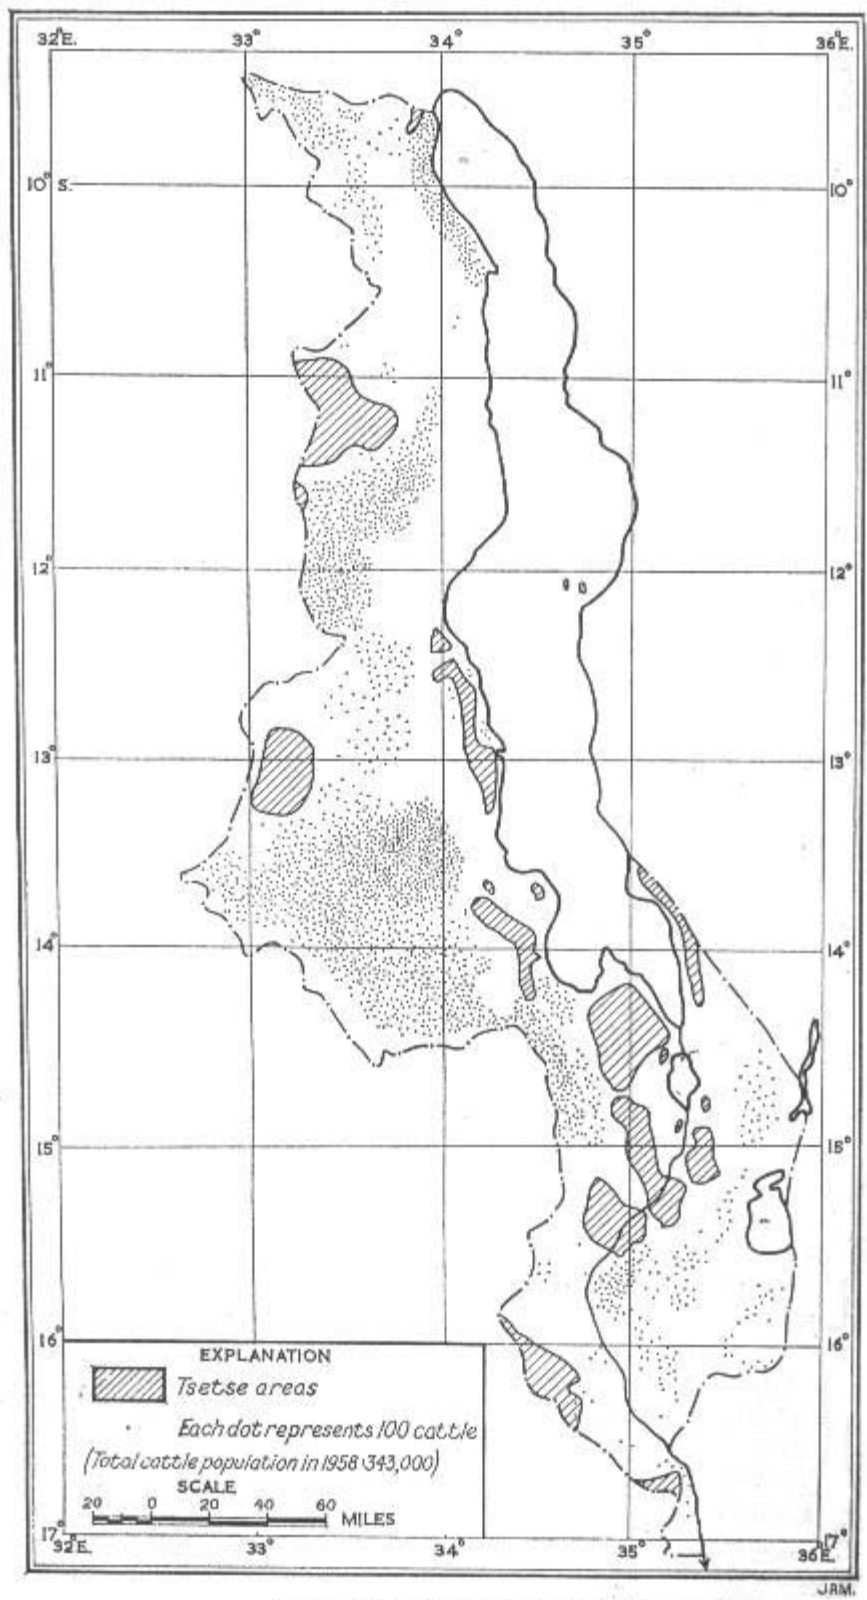 32°E. 33° 34° 35° 36°E.
10° S. 10°
11° 11°
12° 12°
13° 13°
14° 14°
15° 15°
16° 16°
EXPLANATION
Tsetse areas
Each dot represents 100 cattle
(Total cattle population in 1958 343,000)
SCALE
20 0 20 40 60
MILES
17° 17°
32°E. 33° 34° 35° 36°E.
J.R.M.